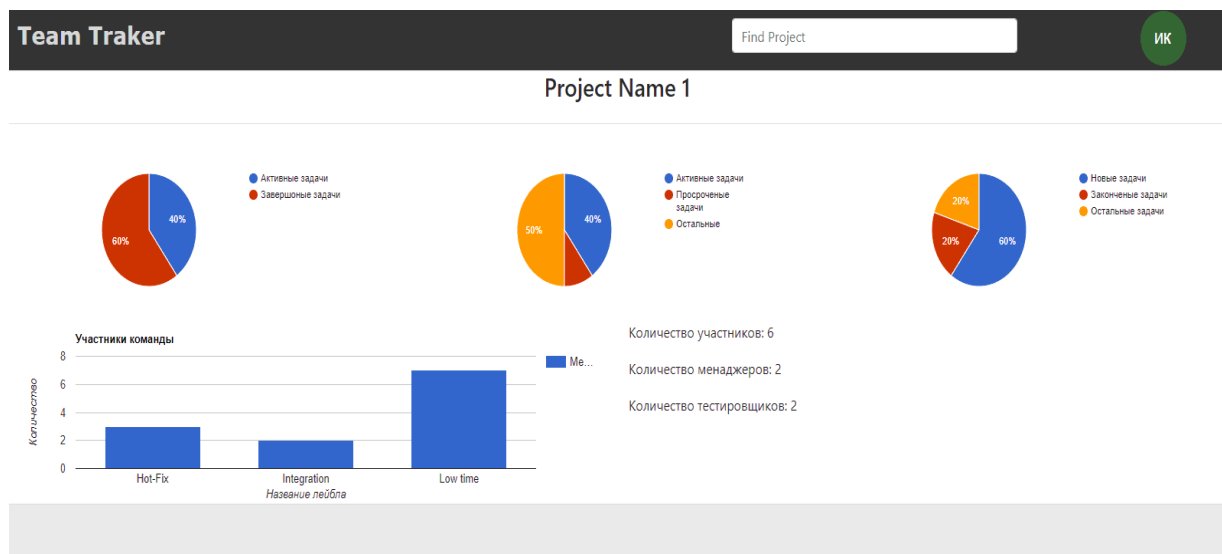 Team Traker
Find Project
ИК
Project Name 1
40%
60%
Активные задачи
Завершоные задачи
40%
50%
Активные задачи
Просроченые
задачи
Остальные
20%
20%
60%
Новые задачи
Законченые задачи
Остальные задачи
Участники команды
8
6
4
2
0
Количество
Hot-Fix
Integration
Low time
Название лейбла
Ме...
Количество участников: 6
Количество менаджеров: 2
Количество тестировщиков: 2